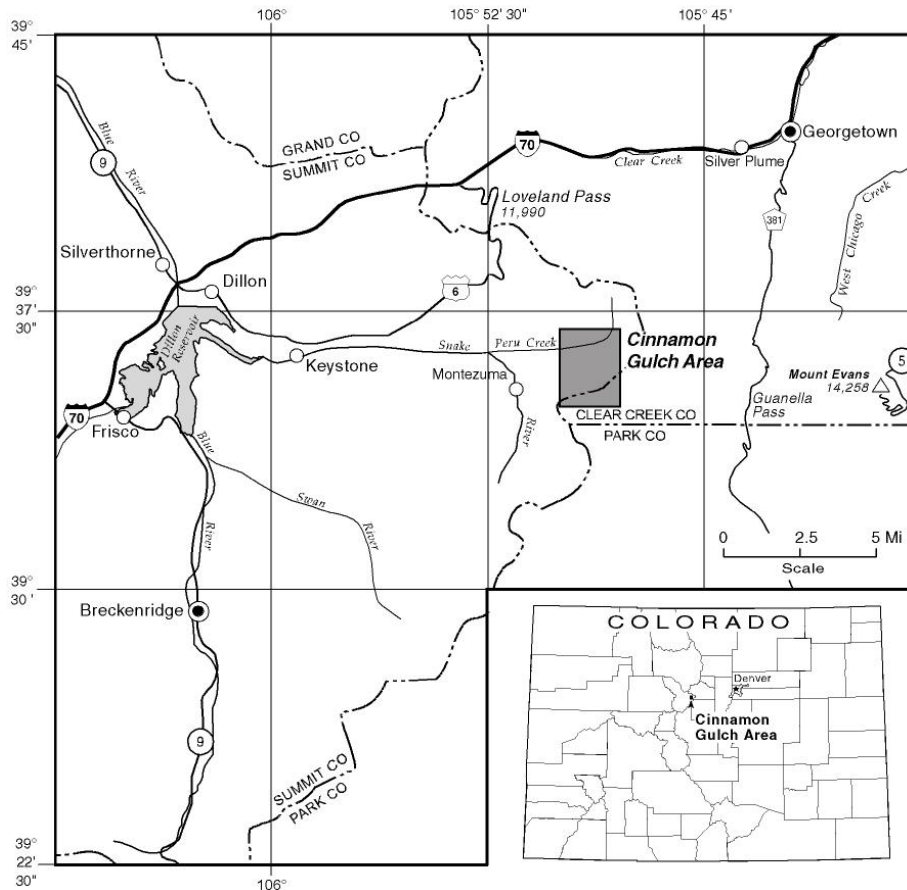 106°
105° 52' 30"
105° 45'
39°
45'
GRAND CO
SUMMIT CO
70
Clear Creek
Silver Plume
Georgetown
9
Blue
River
Loveland Pass
11,990
381
West Chicago Creek
Silverthorne
Dillon
6
39°
37'
30"
Dillon
Reservoir
Keystone
Snake
Peru Creek
Cinnamon
Gulch Area
Montezuma
River
Mount Evans
14,258
5
Guanella
Pass
70
Frisco
CLEAR CREEK CO
PARK CO
Blue
River
Swan
River
0 2.5 5 Mi
Scale
39°
30'
Breckenridge
COLORADO
Denver
Cinnamon
Gulch Area
9
SUMMIT CO
PARK CO
39°
22'
30"
106°